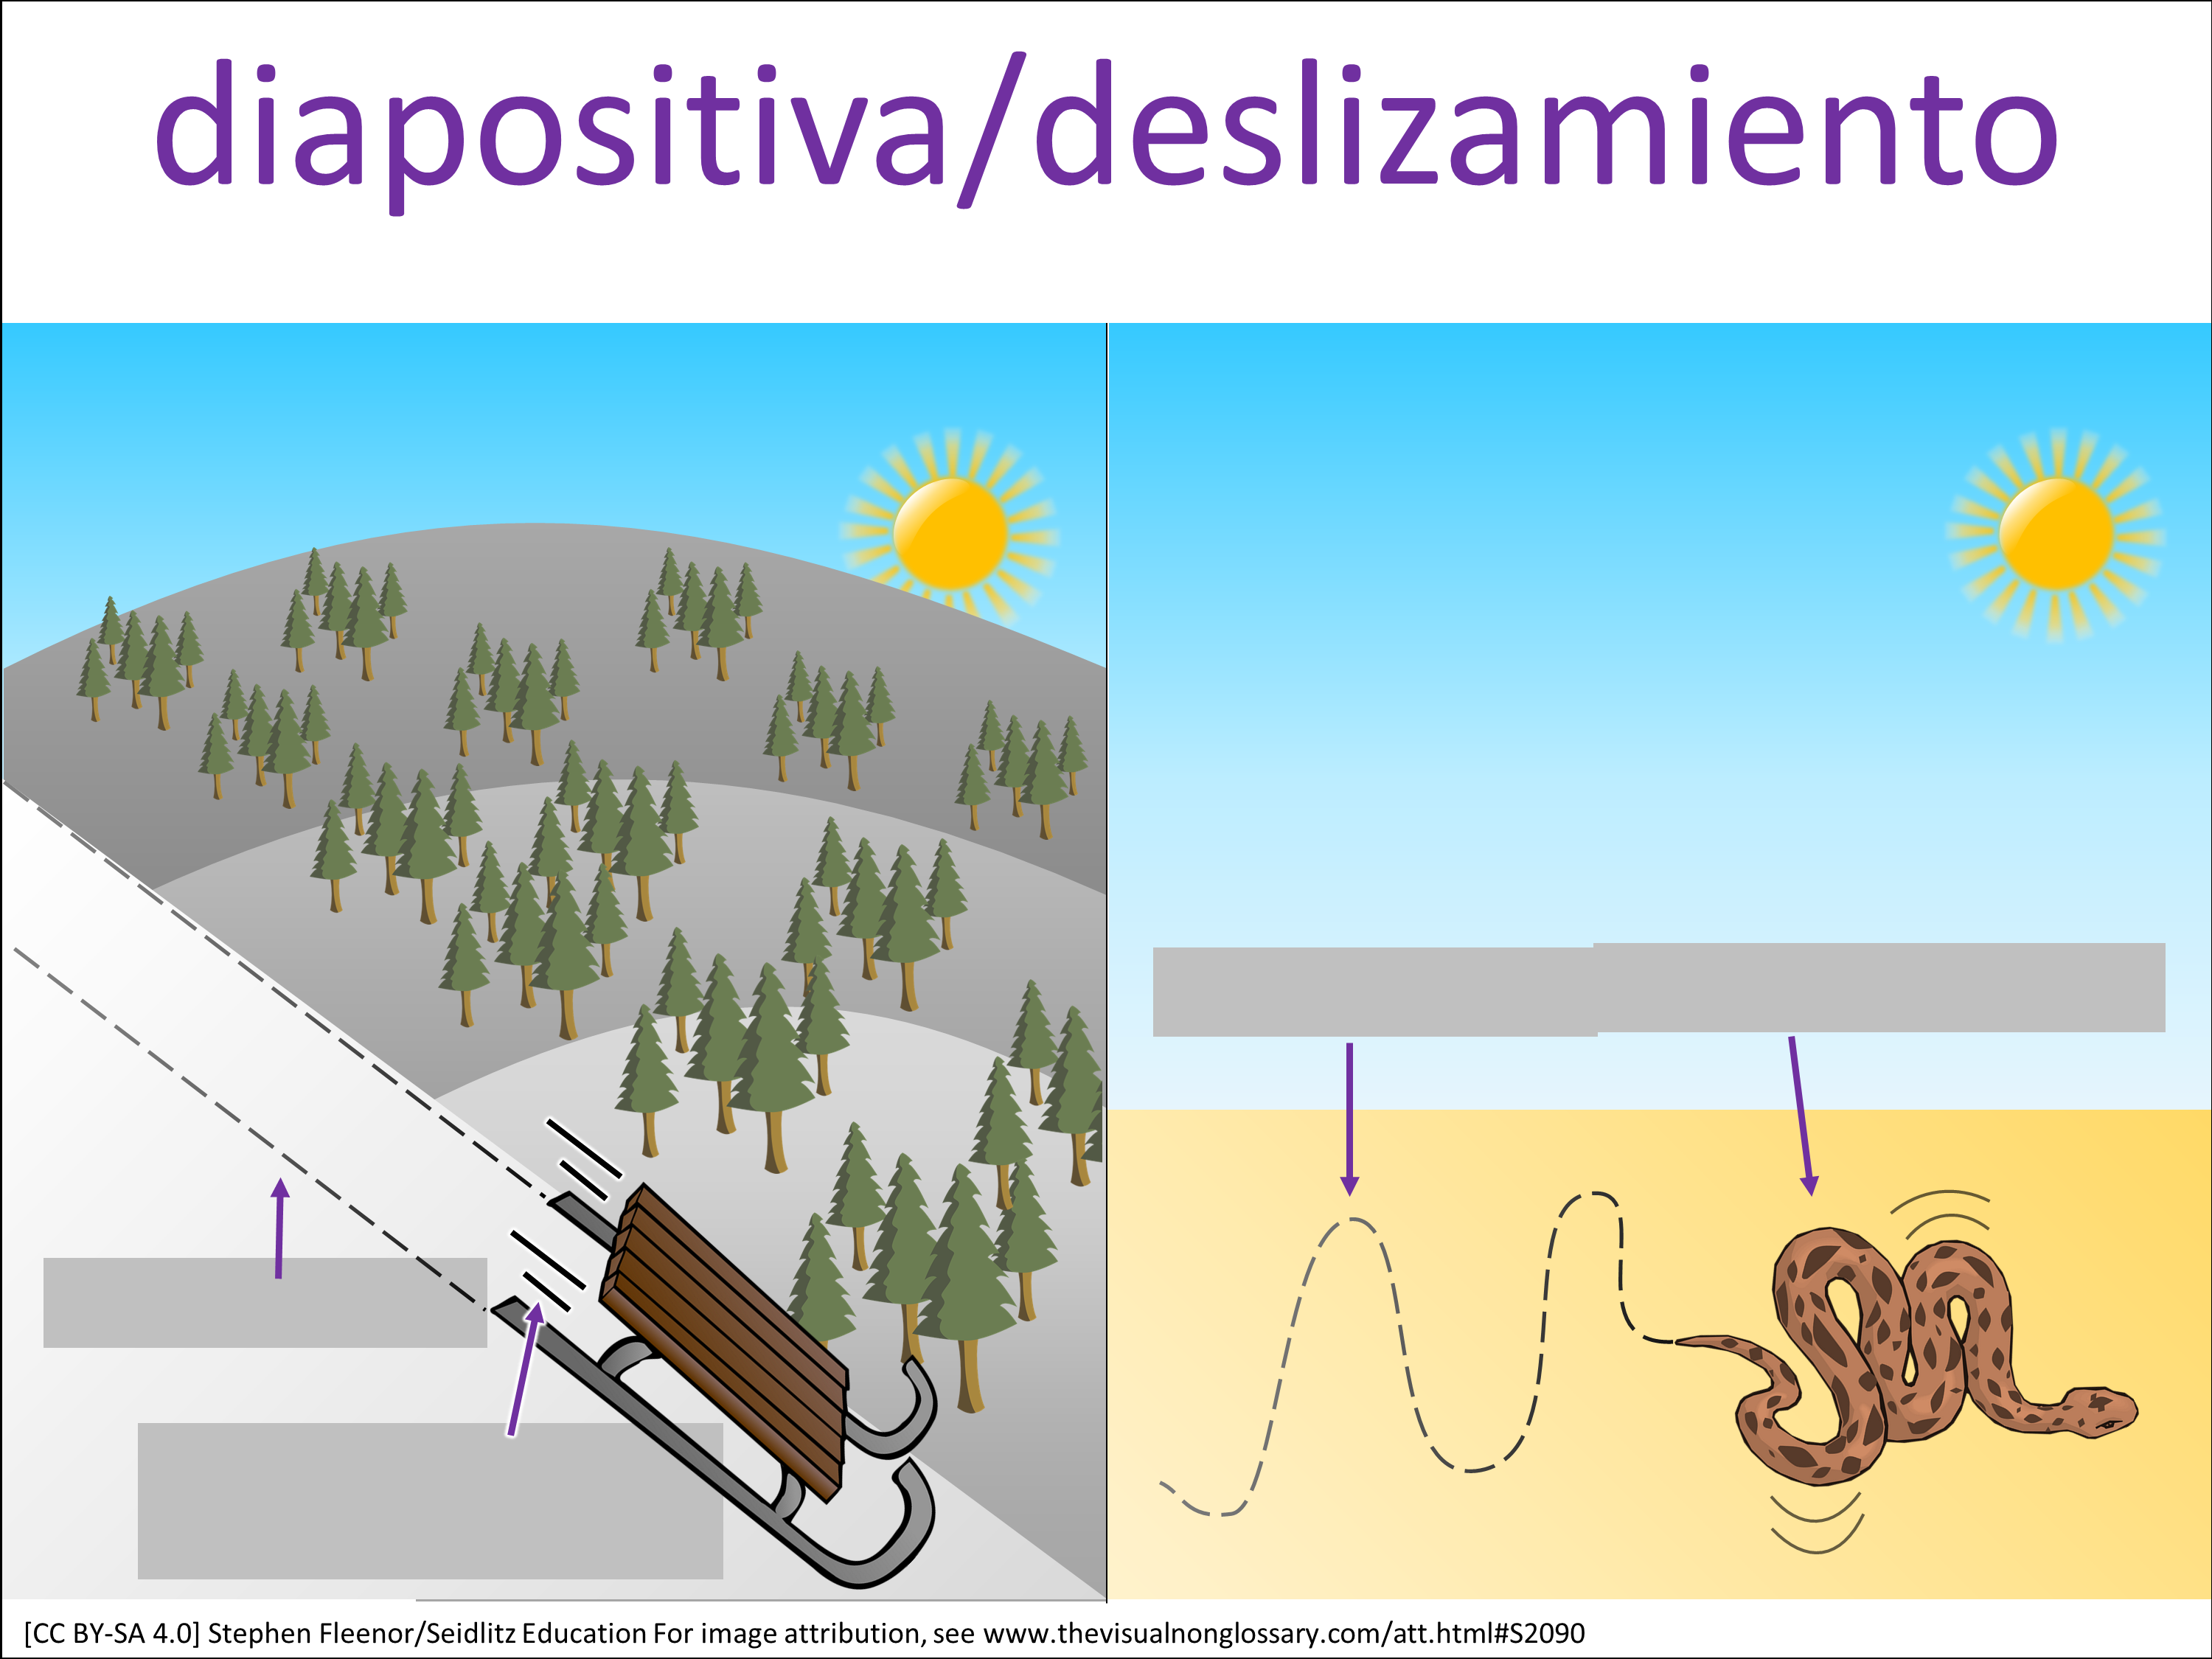 diapositiva/deslizamiento
[CC BY-SA 4.0] Stephen Fleenor/Seidlitz Education For image attribution, see www.thevisualnonglossary.com/att.html#S2090